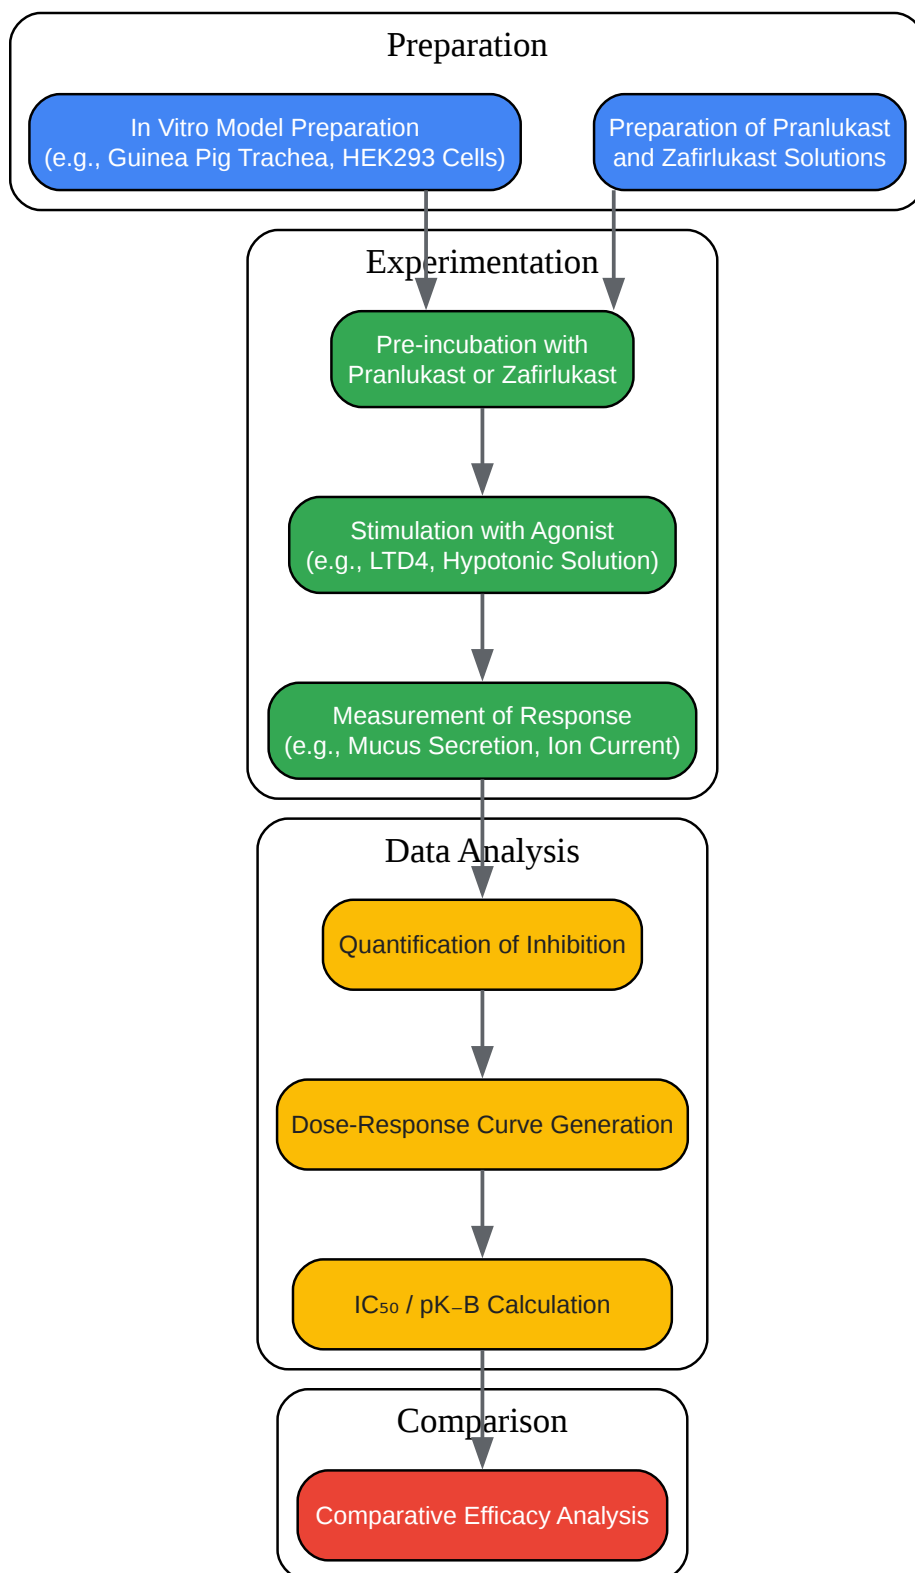 Preparation
In Vitro Model Preparation
(e.g., Guinea Pig Trachea, HEK293 Cells)
Preparation of Pranlukast
and Zafirlukast Solutions
Experimentation
Pre-incubation with
Pranlukast or Zafirlukast
Stimulation with Agonist
(e.g., LTD4, Hypotonic Solution)
Measurement of Response
(e.g., Mucus Secretion, Ion Current)
Data Analysis
Quantification of Inhibition
Dose-Response Curve Generation
IC₅₀ / pK₋B Calculation
Comparison
Comparative Efficacy Analysis